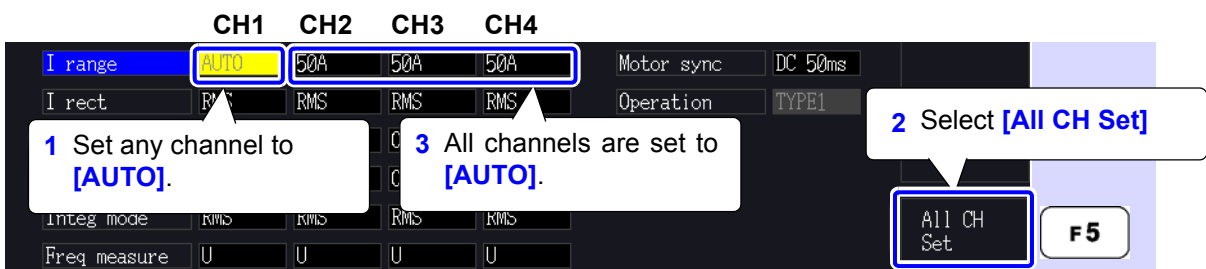 CH1 CH2 CH3 CH4
I range AUTO 50A 50A 50A Motor sync DC 50ms
I rect RMS RMS RMS RMS Operation TYPE1
1 Set any channel to
[AUTO].
3 All channels are set to
[AUTO].
2 Select [All CH Set]
Integ mode RMS RMS RMS RMS
Freq measure U U U U
All CH
Set
F5